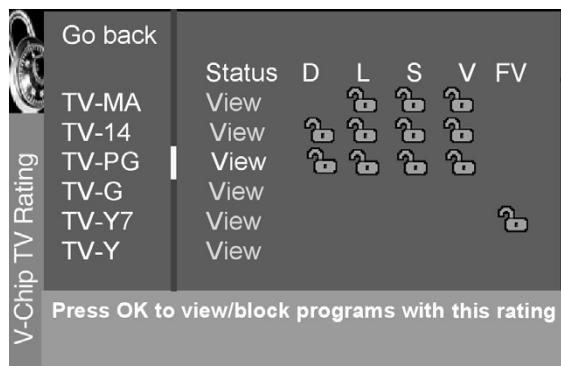 Go back
Status D L S V FV
TV-MA View
TV-14 View
TV-PG View
TV-G View
TV-Y7 View
TV-Y View
V-Chip TV Rating
Press OK to view/block programs with this rating